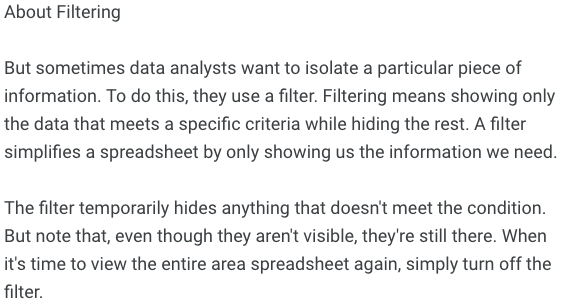 About Filtering
But sometimes data analysts want to isolate a particular piece of
information. To do this, they use a filter. Filtering means showing only
the data that meets a specific criteria while hiding the rest. A filter
simplifies a spreadsheet by only showing us the information we need.
The filter temporarily hides anything that doesn't meet the condition.
But note that, even though they aren't visible, they're still there. When
it's time to view the entire area spreadsheet again, simply turn off the
filter.